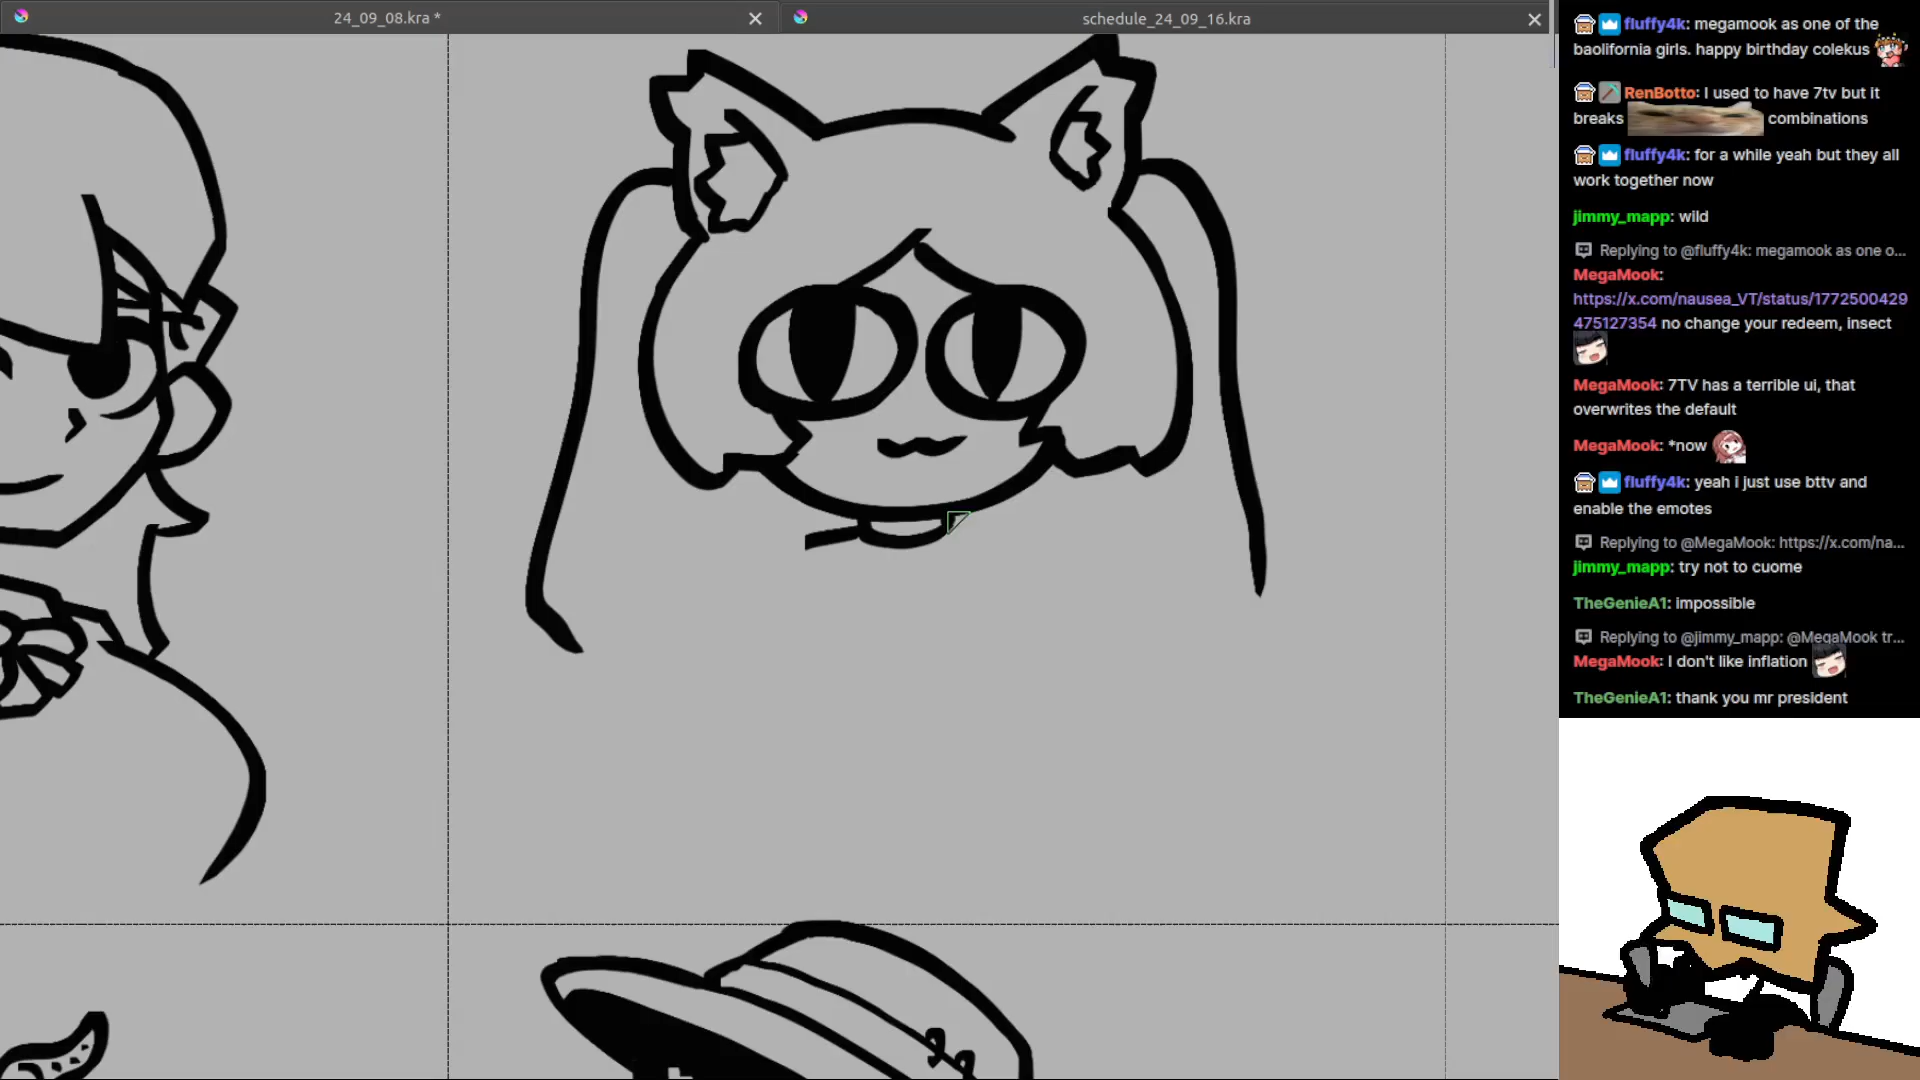 24_09_08.kra *
schedule_24_09_16.kra
fluffy4k: megamook as one of the
baolifornia girls. happy birthday colekus
RenBotto: I used to have 7tv but it
breaks combinations
fluffy4k: for a while yeah but they all
work together now
jimmy_mapp: wild
Replying to @fluffy4k: megamook as one o...
MegaMook:
https://x.com/nausea_VT/status/1772500429
475127354 no change your redeem, insect
MegaMook: 7TV has a terrible ui, that
overwrites the default
MegaMook: *now
fluffy4k: yeah i just use bttv and
enable the emotes
Replying to @MegaMook: https://x.com/na...
jimmy_mapp: try not to cuome
TheGenieA1: impossible
Replying to @jimmy_mapp: @MegaMook tr...
MegaMook: I don't like inflation
TheGenieA1: thank you mr president